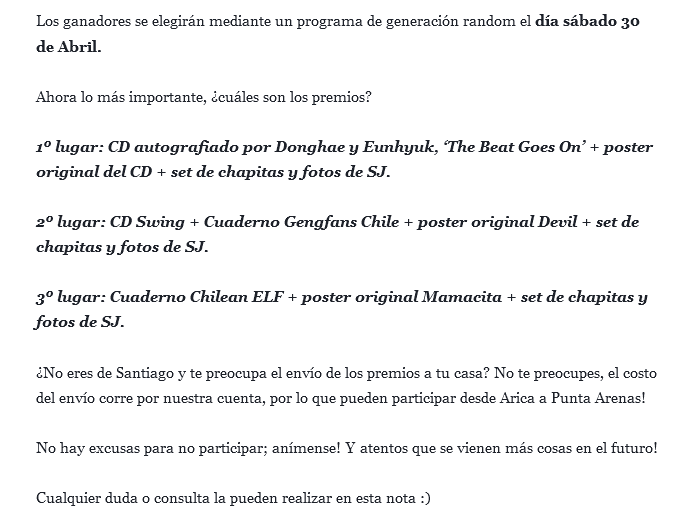 Los ganadores se elegirán mediante un programa de generación random el día sábado 30
de Abril.
Ahora lo más importante, ¿cuáles son los premios?
1º lugar: CD autografiado por Donghae y Eunhyuk, ‘The Beat Goes On’ + poster
original del CD + set de chapitas y fotos de SJ.
2º lugar: CD Swing + Cuaderno Gengfans Chile + poster original Devil + set de
chapitas y fotos de SJ.
3º lugar: Cuaderno Chilean ELF + poster original Mamacita + set de chapitas y
fotos de SJ.
¿No eres de Santiago y te preocupa el envío de los premios a tu casa? No te preocupes, el costo
del envío corre por nuestra cuenta, por lo que pueden participar desde Arica a Punta Arenas!
No hay excusas para no participar; anímense! Y atentos que se vienen más cosas en el futuro!
Cualquier duda o consulta la pueden realizar en esta nota :)